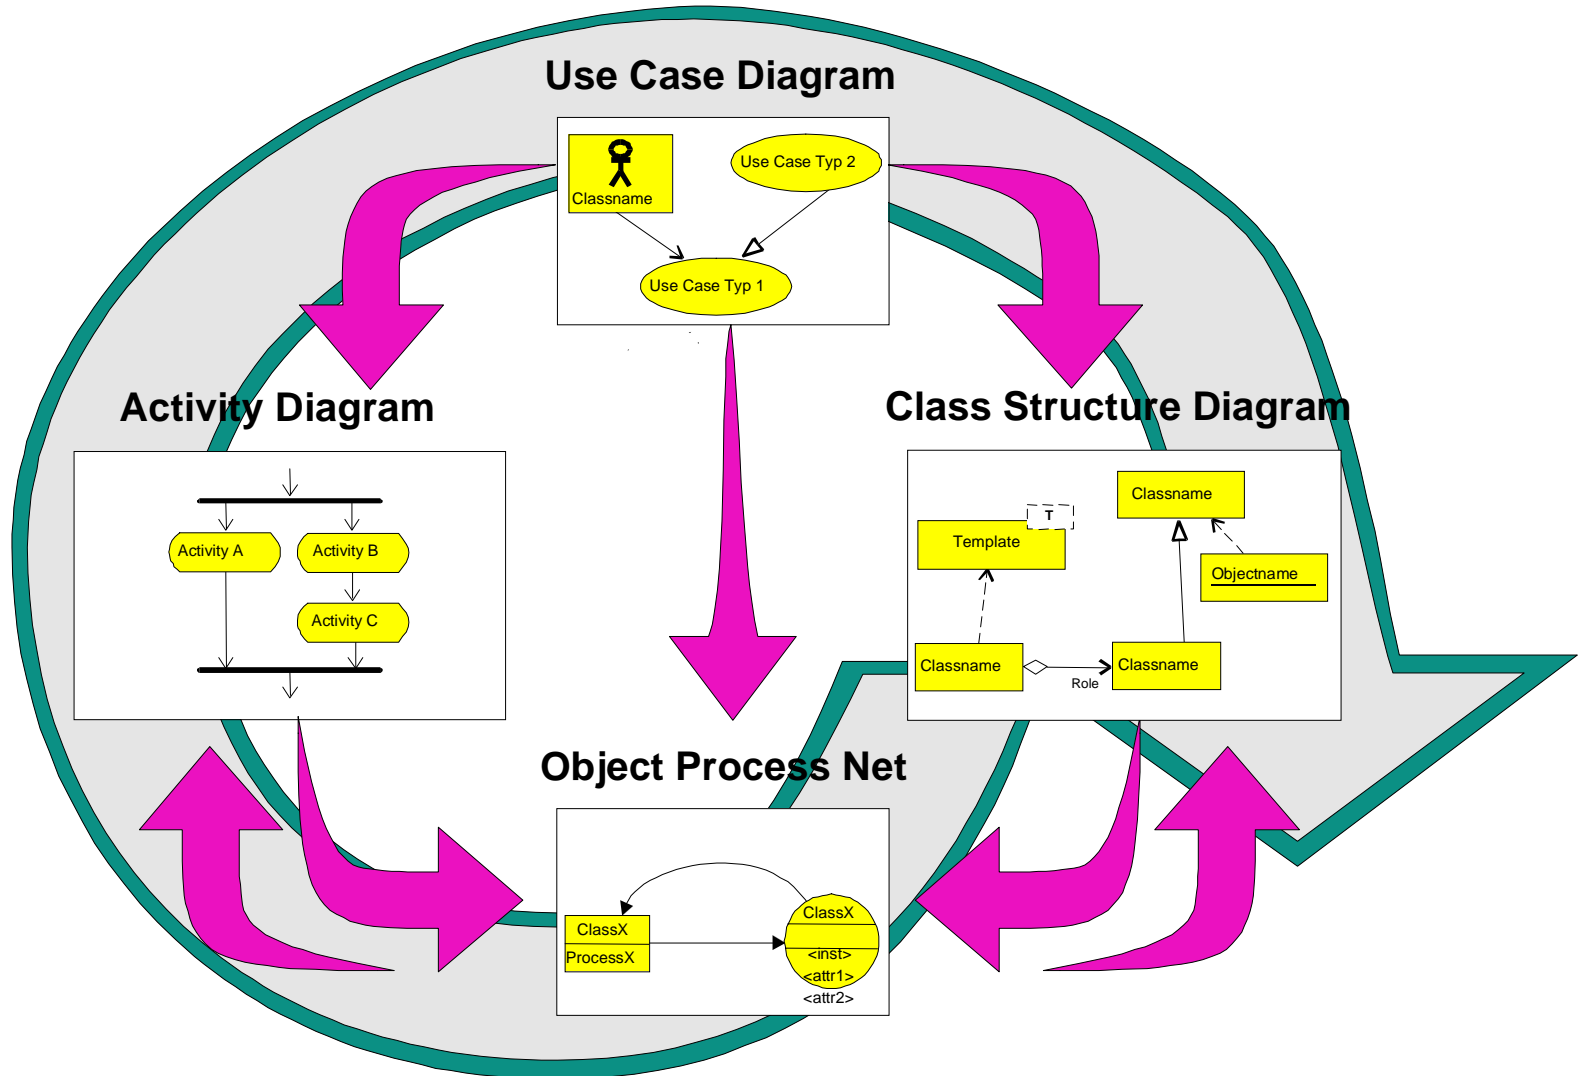 Use Case Diagram
Classname
Use Case Typ 2
Use Case Typ 1
Activity Diagram
Activity A
Activity B
Activity C
Class Structure Diagram
Classname
T
Template
Objectname
Classname
Role
Classname
Object Process Net
ClassX
ProcessX
ClassX
<inst>
<attr1>
<attr2>